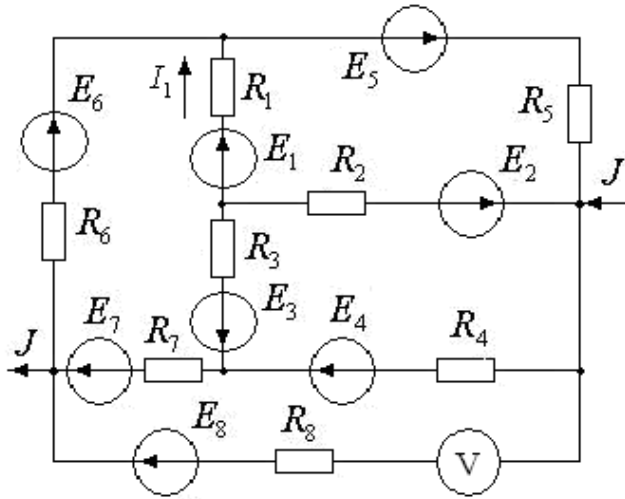 E₅
I₁ R₁
E₆
R₅
E₁ R₂ E₂
J
R₆
R₃
E₃
E₇ E₄
R₇ R₄
J
E₈ R₈
V